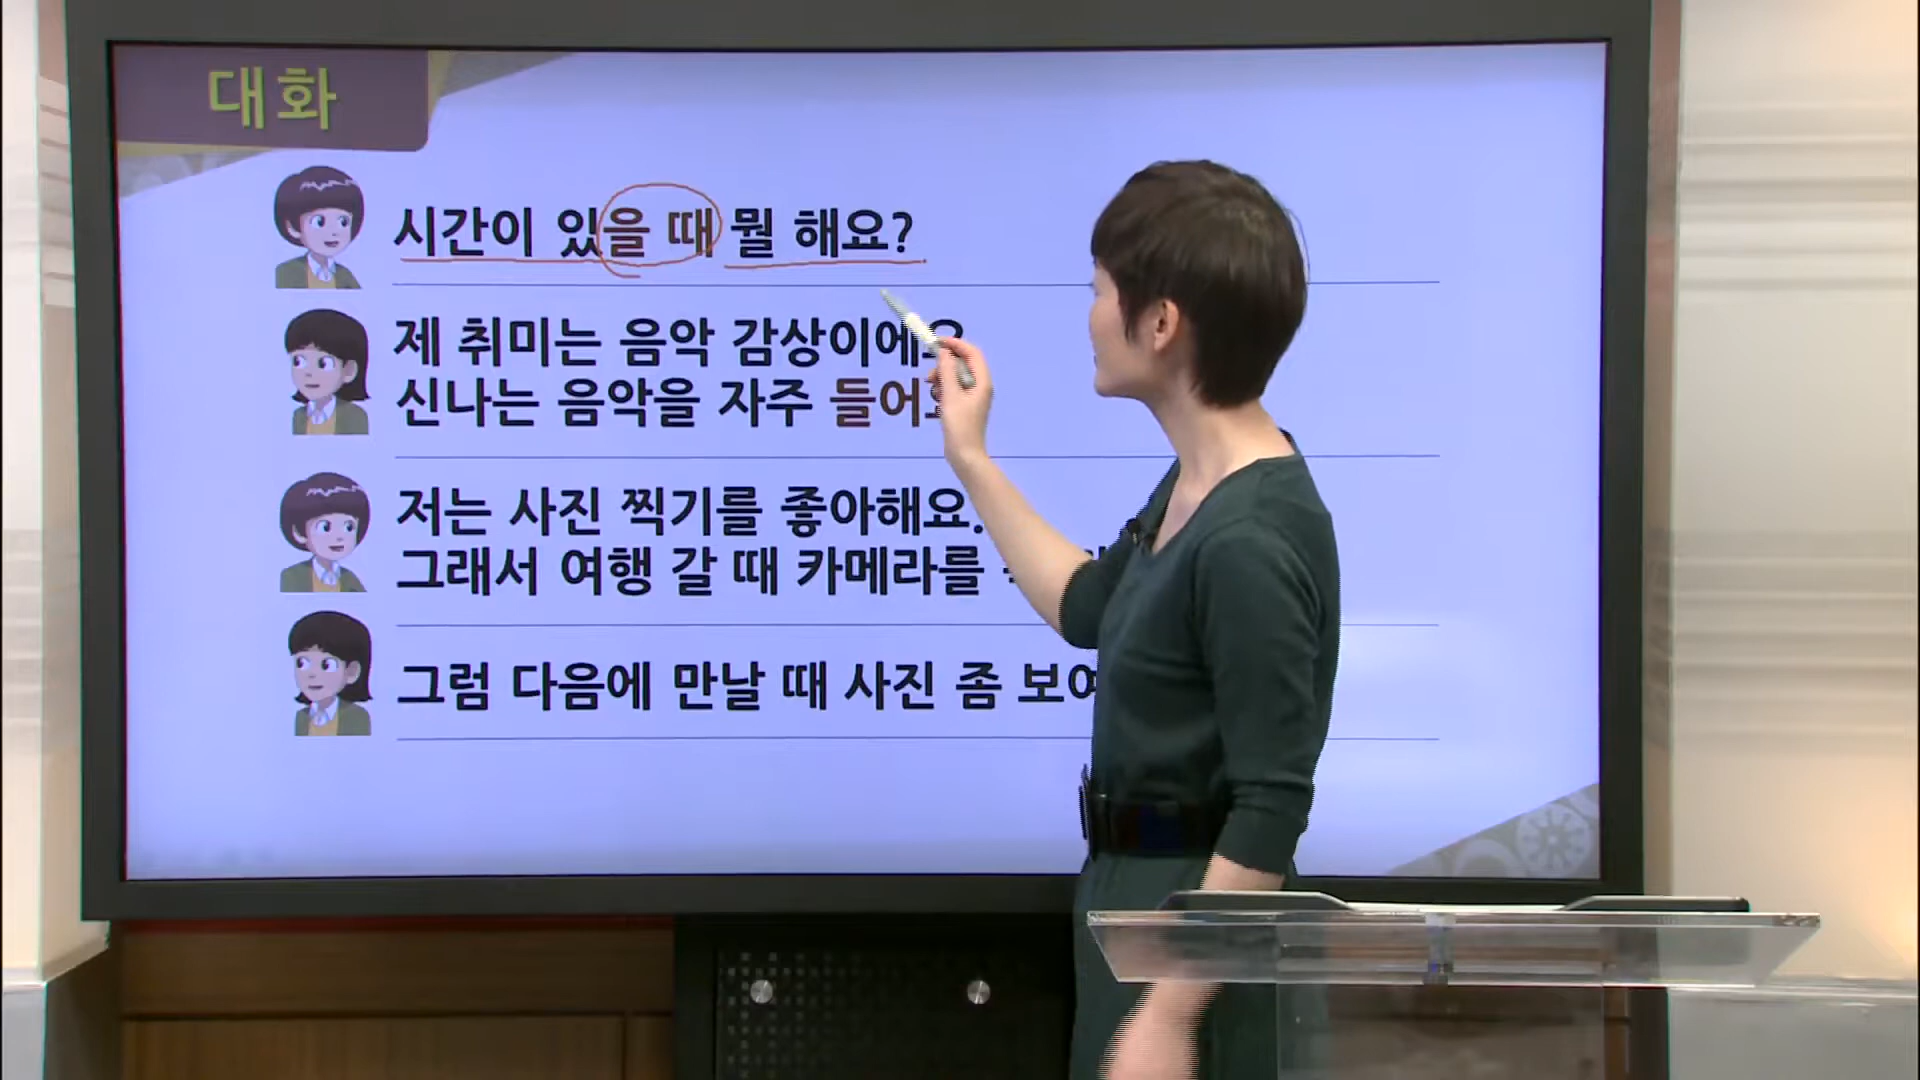 대화
시간이 있을 때 뭘 해요?
제 취미는 음악 감상이에요
신나는 음악을 자주 들어요
저는 사진 찍기를 좋아해요.
그래서 여행 갈 때 카메라를
그럼 다음에 만날 때 사진 좀